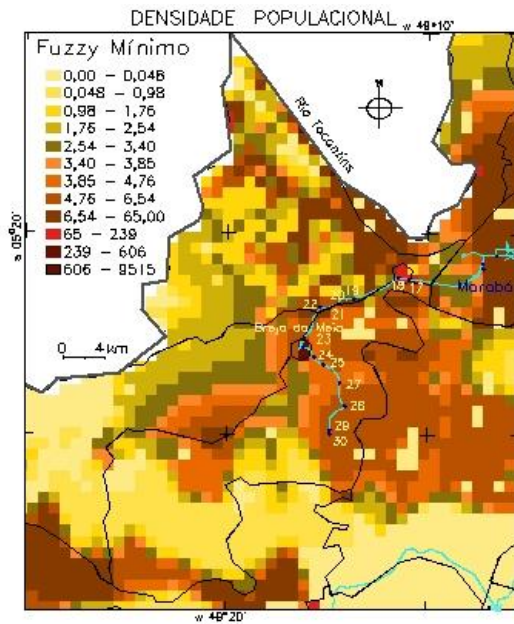 DENSIDADE POPULACIONAL
w 49°10'
Fuzzy Mínimo
0,00 – 0,048
0,048 – 0,98
0,98 – 1,76
1,76 – 2,54
2,54 – 3,40
3,40 – 3,85
3,85 – 4,76
4,76 – 6,54
6,54 – 65,00
65 – 239
239 – 606
606 – 9515
N
Rio Tocantins
s 05°20'
Marabá
18
17
19
20
22
21
Brejo do Meio
23
24
25
27
28
29
30
0 4 km
w 49°20'